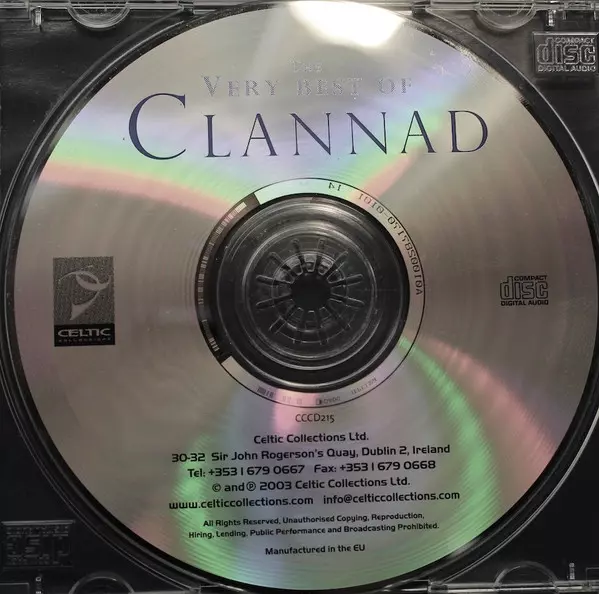 THE
VERY BEST OF
CLANNAD
COMPACT
disc
DIGITAL AUDIO
COMPACT
disc
DIGITAL AUDIO
CELTIC
CCCD215
Celtic Collections Ltd.
30-32 Sir John Rogerson's Quay, Dublin 2, Ireland
Tel: +353 1 679 0667 Fax: +353 1 679 0668
© and ℗ 2003 Celtic Collections Ltd.
www.celticcollections.com info@celticcollections.com
All Rights Reserved, Unauthorised Copying, Reproduction,
Hiring, Lending, Public Performance and Broadcasting Prohibited.
Manufactured in the EU